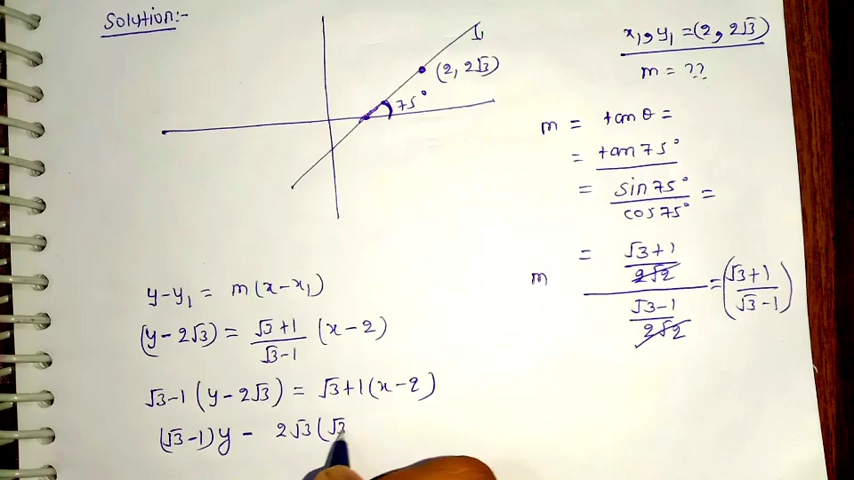 Solution:-
l₁
(2, 2√3)
75°
x₁, y₁ = (2, 2√3)
m = ??
m = tan θ =
= tan 75°
= sin 75° / cos 75° =
m = (√3+1 / 2√2) / (√3-1 / 2√2) = (√3+1 / √3-1)
y-y₁ = m(x-x₁)
(y-2√3) = √3+1 / √3-1 (x-2)
√3-1 (y-2√3) = √3+1(x-2)
(√3-1)y - 2√3(√3